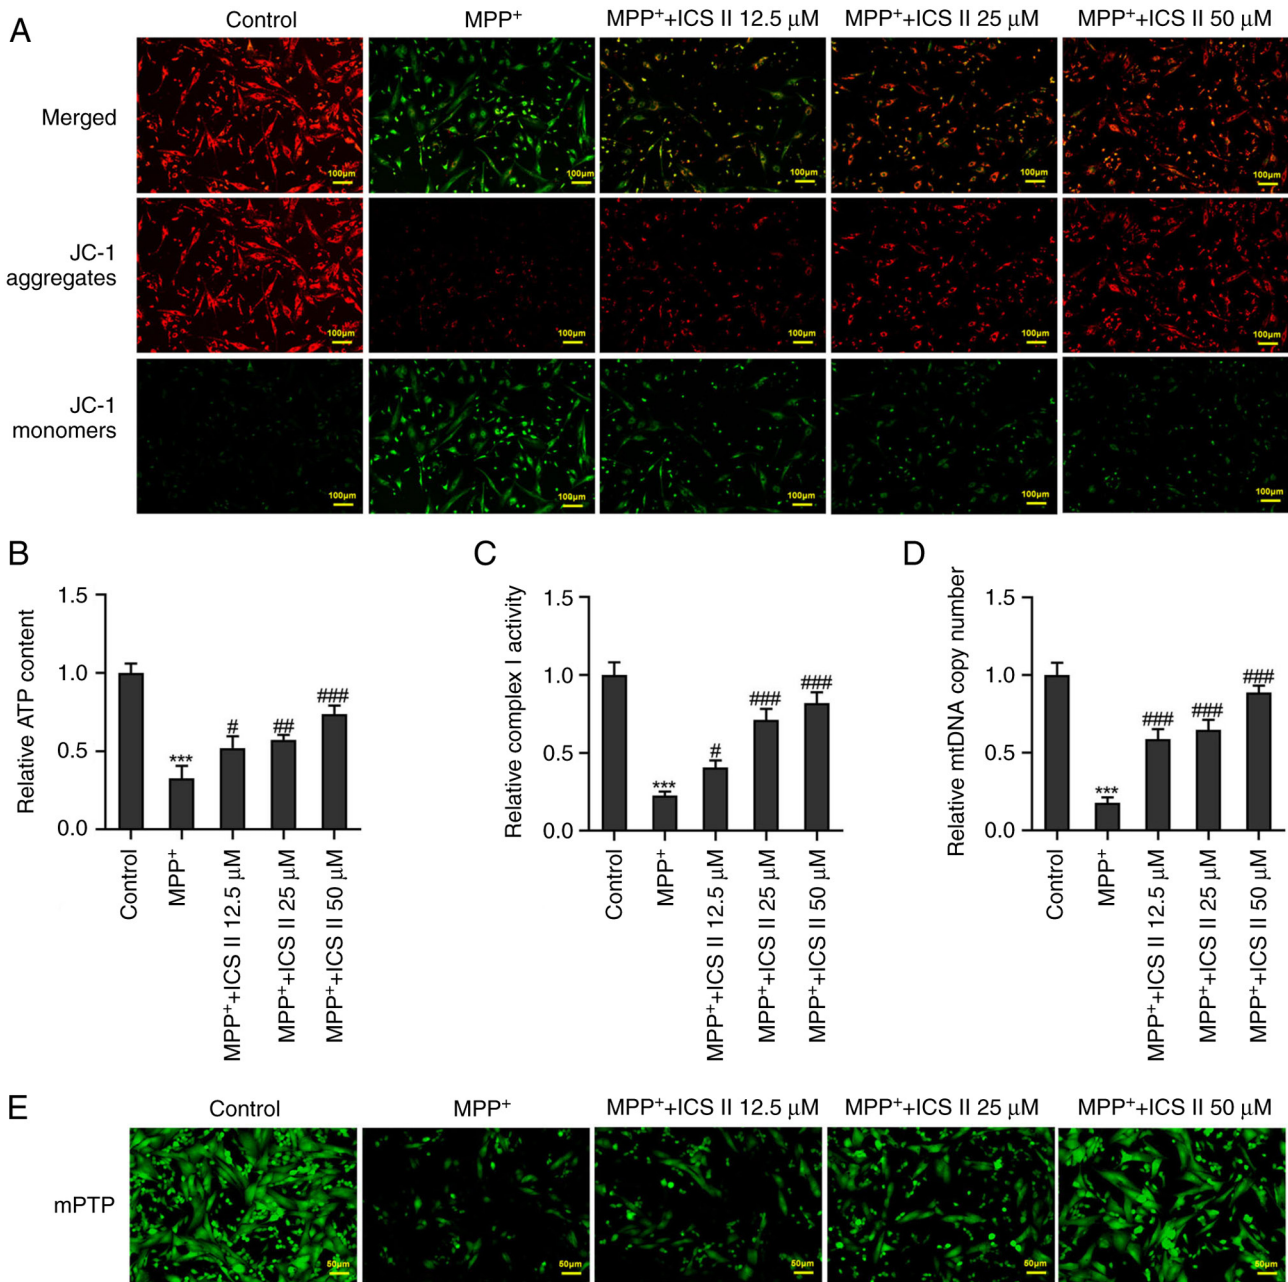 A
Control
MPP⁺
MPP⁺+ICS II 12.5 μM
MPP⁺+ICS II 25 μM
MPP⁺+ICS II 50 μM
Merged
100μm
100μm
100μm
100μm
100μm
JC-1
aggregates
100μm
100μm
100μm
100μm
100μm
JC-1
monomers
100μm
100μm
100μm
100μm
100μm
B
Relative ATP content
1.5
1.0
0.5
0.0
***
#
##
###
Control
MPP⁺
MPP⁺+ICS II 12.5 μM
MPP⁺+ICS II 25 μM
MPP⁺+ICS II 50 μM
C
Relative complex I activity
1.5
1.0
0.5
0.0
***
#
###
###
Control
MPP⁺
MPP⁺+ICS II 12.5 μM
MPP⁺+ICS II 25 μM
MPP⁺+ICS II 50 μM
D
Relative mtDNA copy number
1.5
1.0
0.5
0.0
***
###
###
###
Control
MPP⁺
MPP⁺+ICS II 12.5 μM
MPP⁺+ICS II 25 μM
MPP⁺+ICS II 50 μM
E
Control
MPP⁺
MPP⁺+ICS II 12.5 μM
MPP⁺+ICS II 25 μM
MPP⁺+ICS II 50 μM
mPTP
50μm
50μm
50μm
50μm
50μm